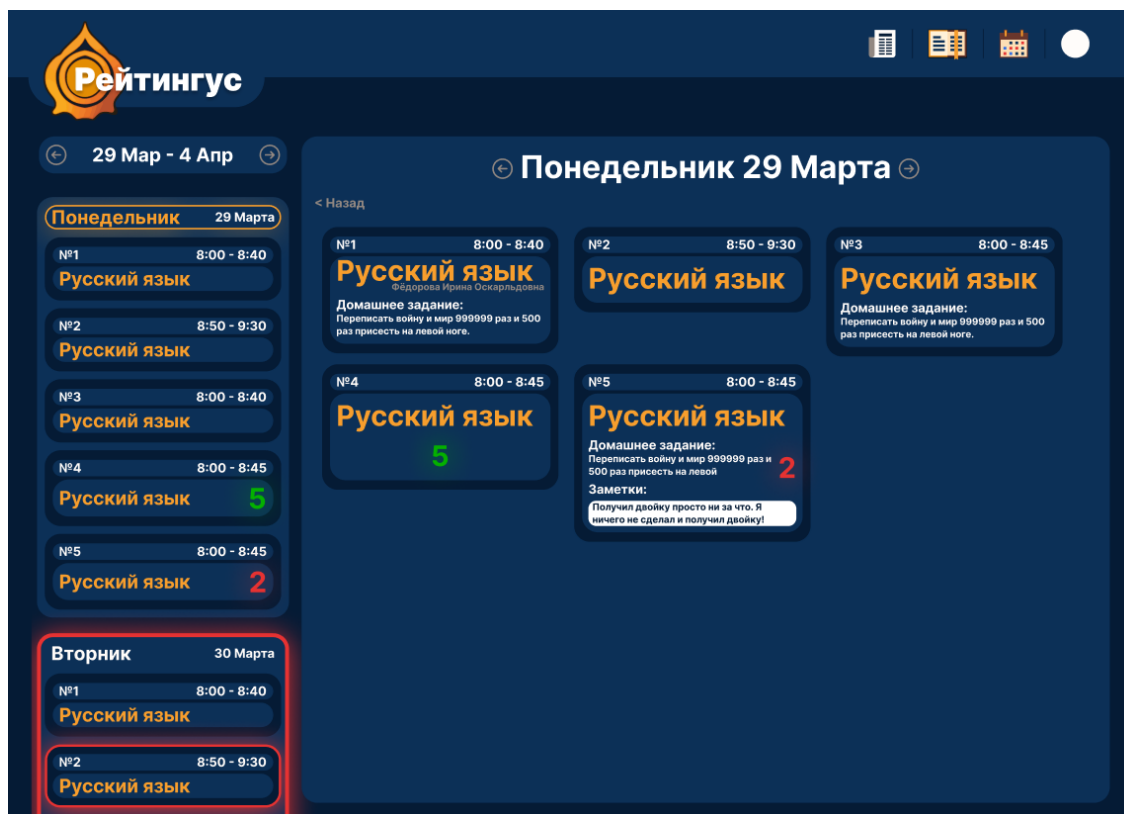 Рейтингус
29 Мар - 4 Апр
Понедельник 29 Марта
№1 8:00 - 8:40
Русский язык
№2 8:50 - 9:30
Русский язык
№3 8:00 - 8:40
Русский язык
№4 8:00 - 8:45
Русский язык 5
№5 8:00 - 8:45
Русский язык 2
Вторник 30 Марта
№1 8:00 - 8:40
Русский язык
№2 8:50 - 9:30
Русский язык
Понедельник 29 Марта
< Назад
№1 8:00 - 8:40
Русский язык
Фёдорова Ирина Оскарльдовна
Домашнее задание:
Переписать войну и мир 999999 раз и 500
раз присесть на левой ноге.
№2 8:50 - 9:30
Русский язык
№3 8:00 - 8:45
Русский язык
Домашнее задание:
Переписать войну и мир 999999 раз и 500
раз присесть на левой ноге.
№4 8:00 - 8:45
Русский язык
5
№5 8:00 - 8:45
Русский язык
Домашнее задание:
Переписать войну и мир 999999 раз и
500 раз присесть на левой
2
Заметки:
Получил двойку просто ни за что. Я
ничего не сделал и получил двойку!